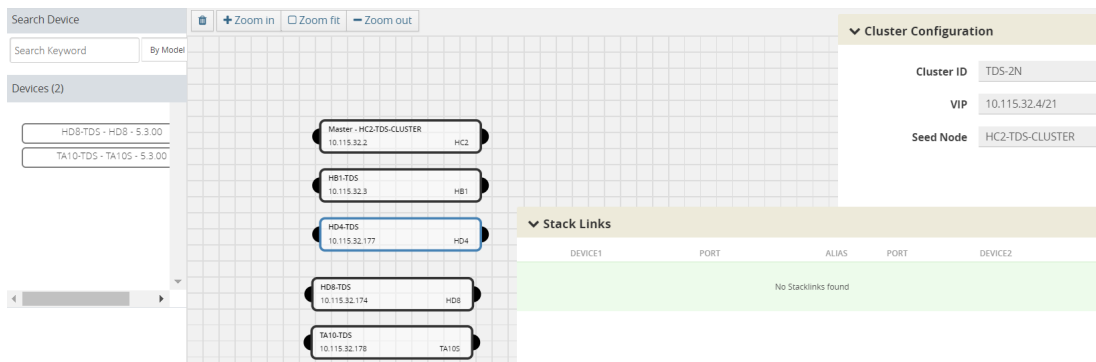 Search Device
Search Keyword
By Model
Devices (2)
HD8-TDS - HD8 - 5.3.00
TA10-TDS - TA10S - 5.3.00
Zoom in
Zoom fit
Zoom out
Master - HC2-TDS-CLUSTER
10.115.32.2 HC2
HB1-TDS
10.115.32.3 HB1
HD4-TDS
10.115.32.177 HD4
HD8-TDS
10.115.32.174 HD8
TA10-TDS
10.115.32.178 TA10S
Cluster Configuration
Cluster ID TDS-2N
VIP 10.115.32.4/21
Seed Node HC2-TDS-CLUSTER
Stack Links
DEVICE1 PORT ALIAS PORT DEVICE2
No Stacklinks found